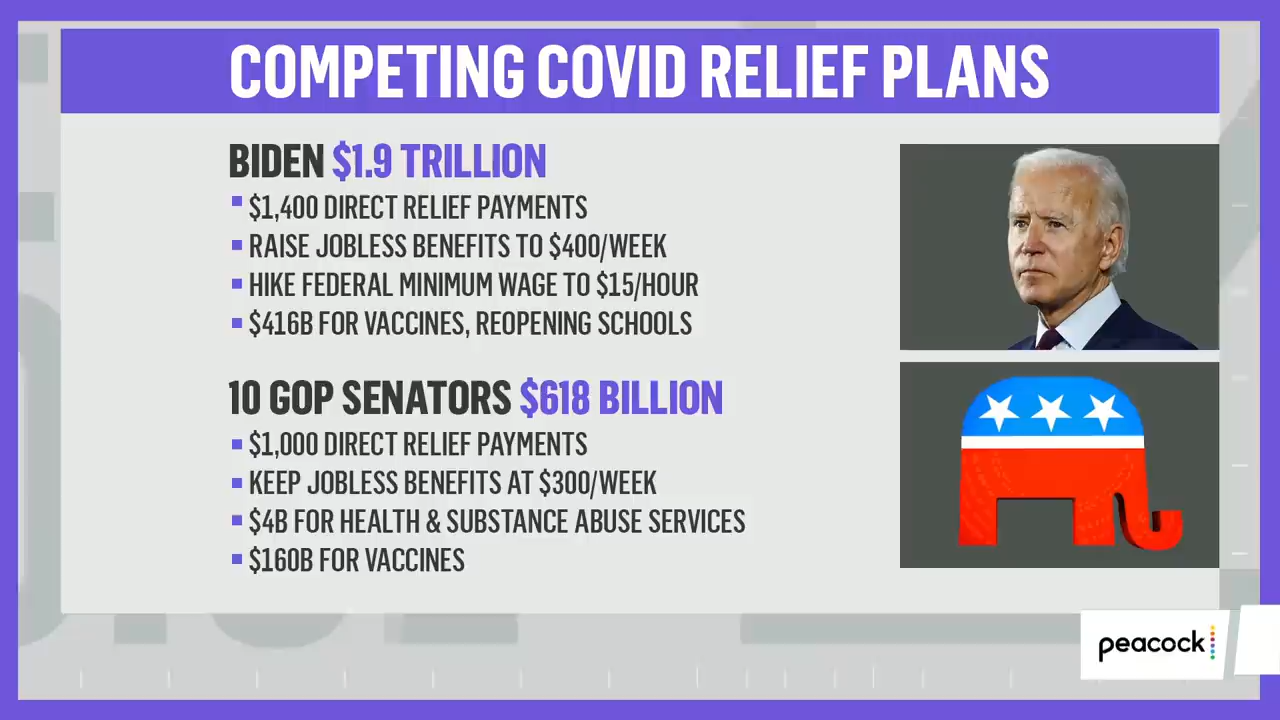 COMPETING COVID RELIEF PLANS
BIDEN $1.9 TRILLION
$1,400 DIRECT RELIEF PAYMENTS
RAISE JOBLESS BENEFITS TO $400/WEEK
HIKE FEDERAL MINIMUM WAGE TO $15/HOUR
$416B FOR VACCINES, REOPENING SCHOOLS
10 GOP SENATORS $618 BILLION
$1,000 DIRECT RELIEF PAYMENTS
KEEP JOBLESS BENEFITS AT $300/WEEK
$4B FOR HEALTH & SUBSTANCE ABUSE SERVICES
$160B FOR VACCINES
peacock